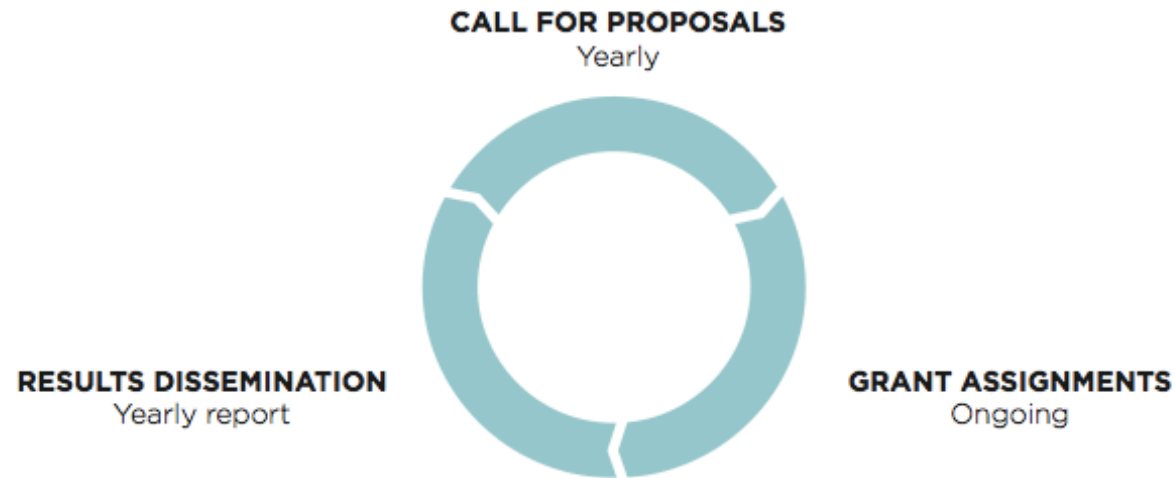 CALL FOR PROPOSALS
Yearly
RESULTS DISSEMINATION
Yearly report
GRANT ASSIGNMENTS
Ongoing